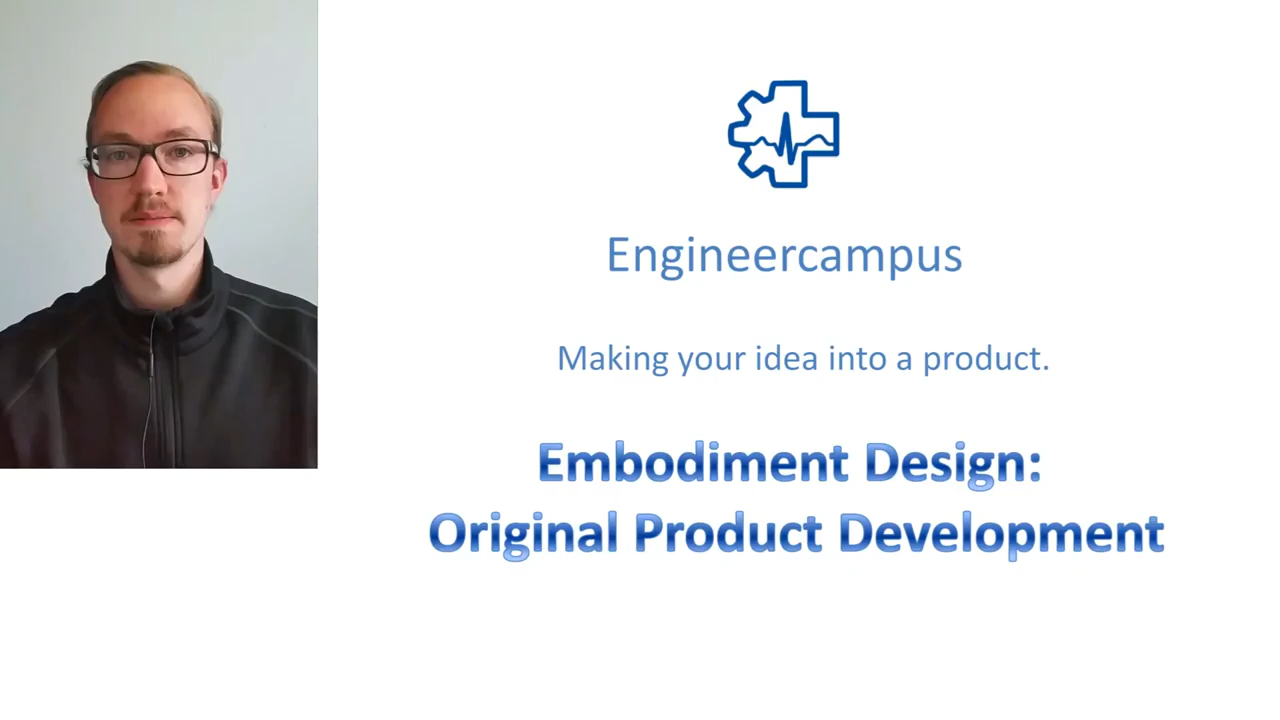 Engineercampus
Making your idea into a product.
Embodiment Design:
Original Product Development